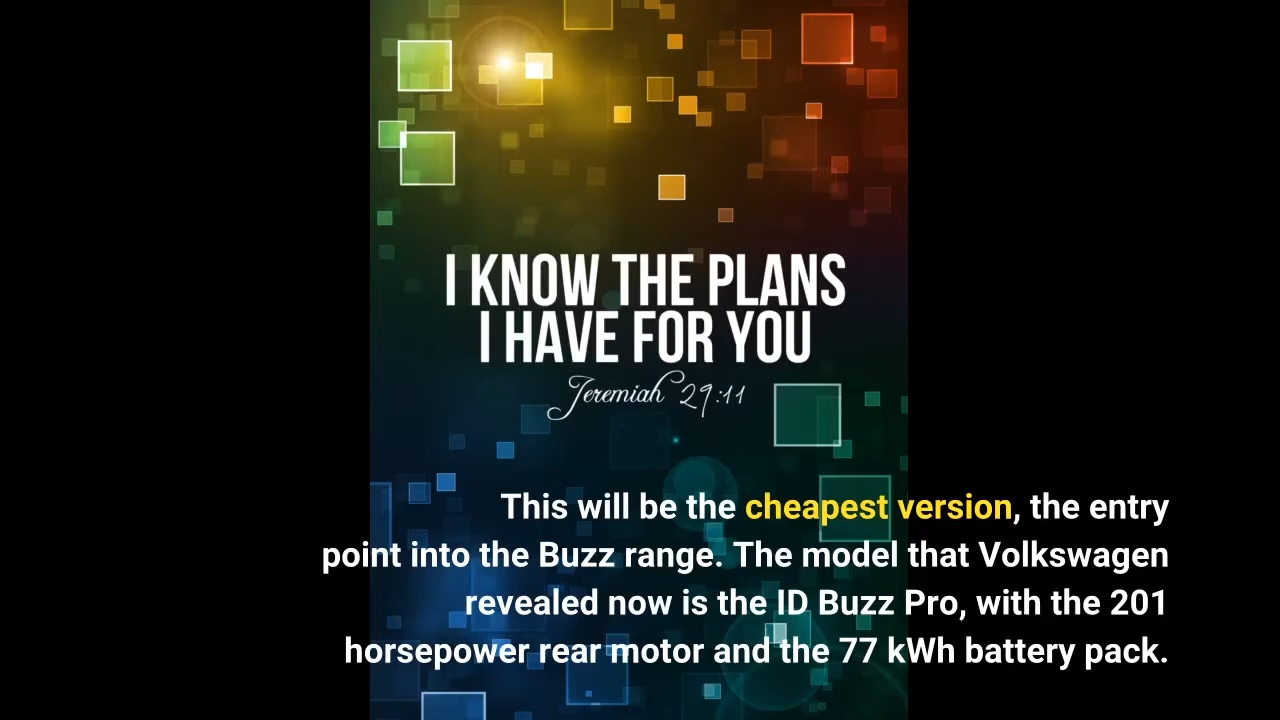 I KNOW THE PLANS
I HAVE FOR YOU
Jeremiah 29:11
This will be the cheapest version, the entry
point into the Buzz range. The model that Volkswagen
revealed now is the ID Buzz Pro, with the 201
horsepower rear motor and the 77 kWh battery pack.